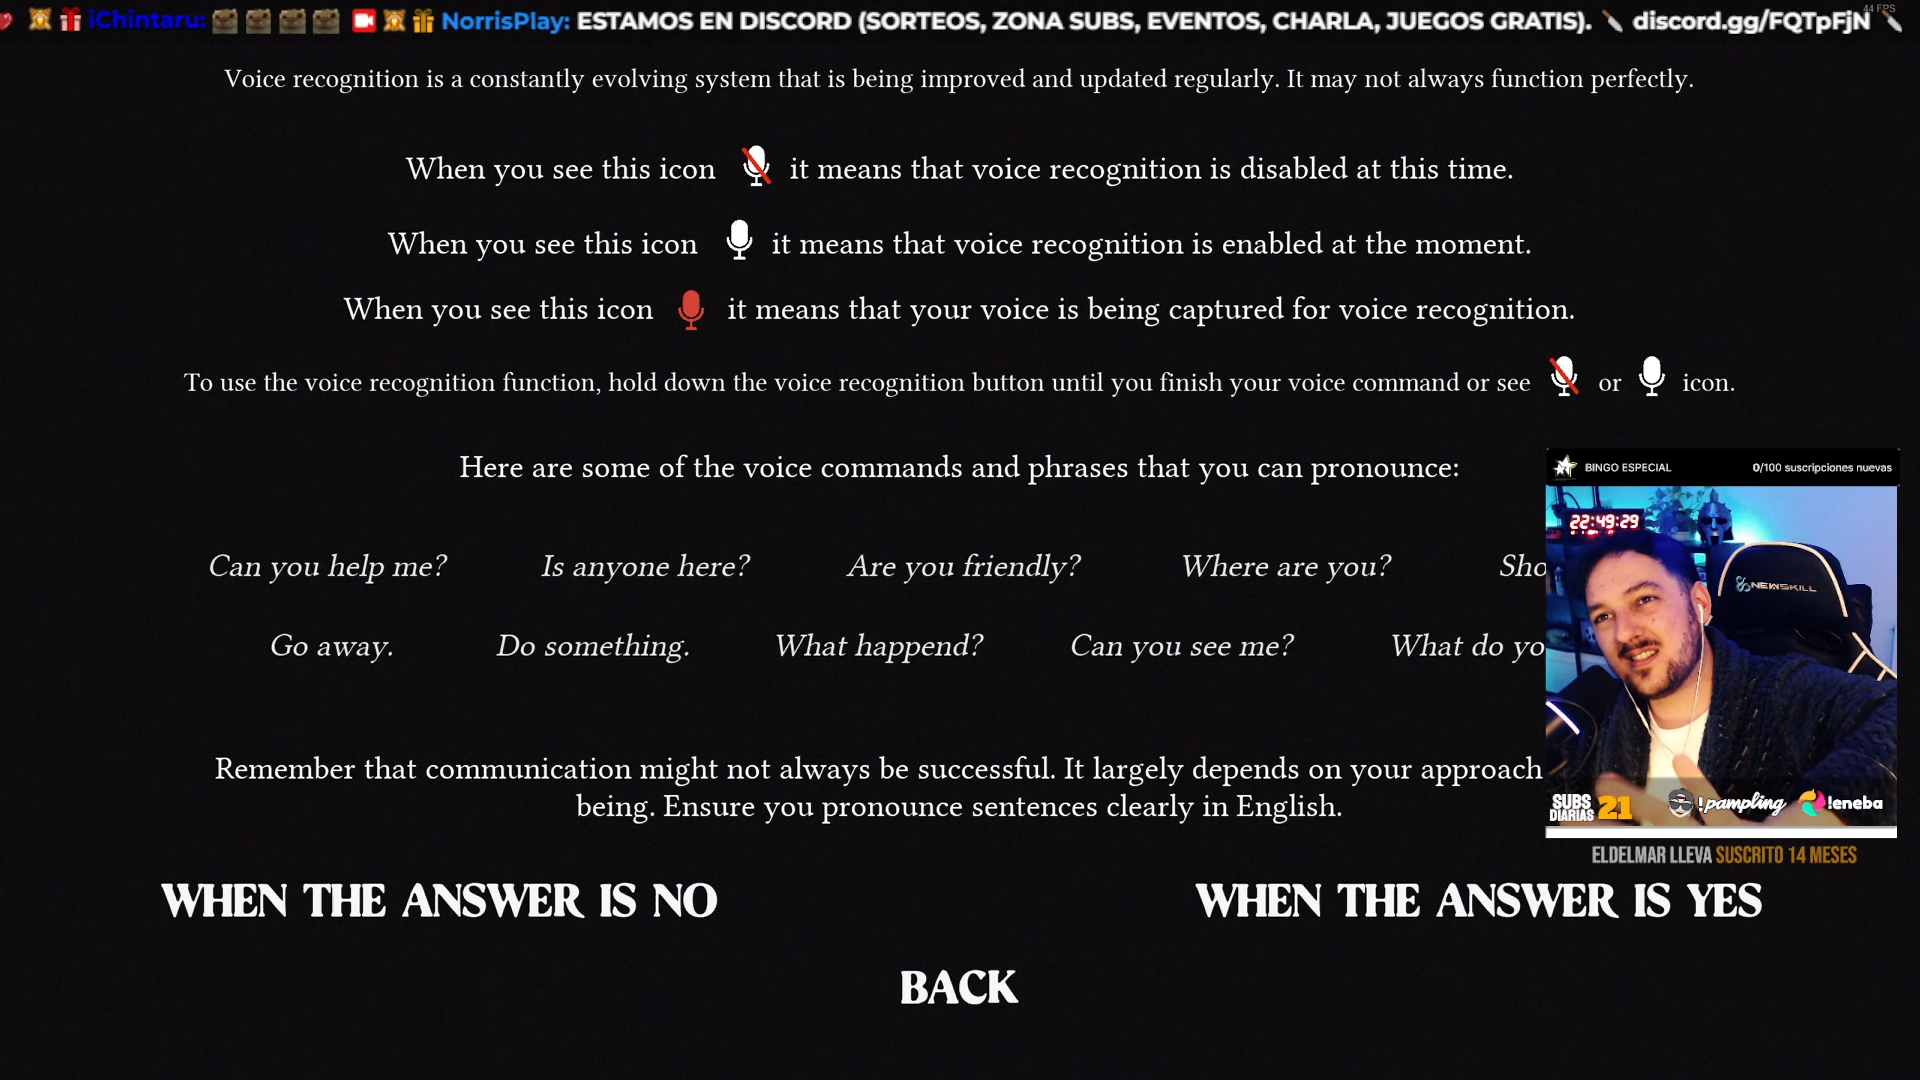 iChintaru: NorrisPlay: ESTAMOS EN DISCORD (SORTEOS, ZONA SUBS, EVENTOS, CHARLA, JUEGOS GRATIS). discord.gg/FQTpFjN
44 FPS
Voice recognition is a constantly evolving system that is being improved and updated regularly. It may not always function perfectly.
When you see this icon it means that voice recognition is disabled at this time.
When you see this icon it means that voice recognition is enabled at the moment.
When you see this icon it means that your voice is being captured for voice recognition.
To use the voice recognition function, hold down the voice recognition button until you finish your voice command or see or icon.
Here are some of the voice commands and phrases that you can pronounce:
BINGO ESPECIAL 0/100 suscripciones nuevas
22:49:29
NEWSKILL
Can you help me? Is anyone here? Are you friendly? Where are you? Sho
Go away. Do something. What happend? Can you see me? What do yo
Remember that communication might not always be successful. It largely depends on your approach
being. Ensure you pronounce sentences clearly in English.
SUBS DIARIAS 21 !pampling !eneba
ELDELMAR LLEVA SUSCRITO 14 MESES
WHEN THE ANSWER IS NO WHEN THE ANSWER IS YES
BACK